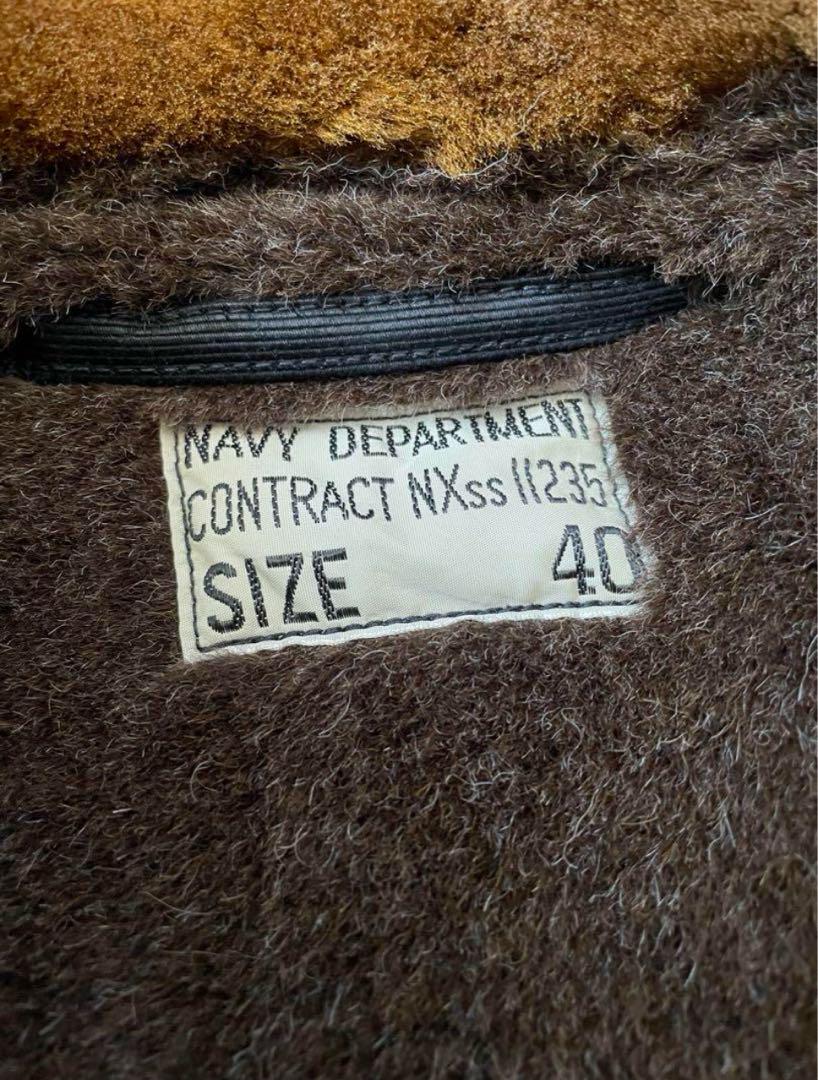 NAVY DEPARTMENT
CONTRACT NXss 11235
SIZE 40